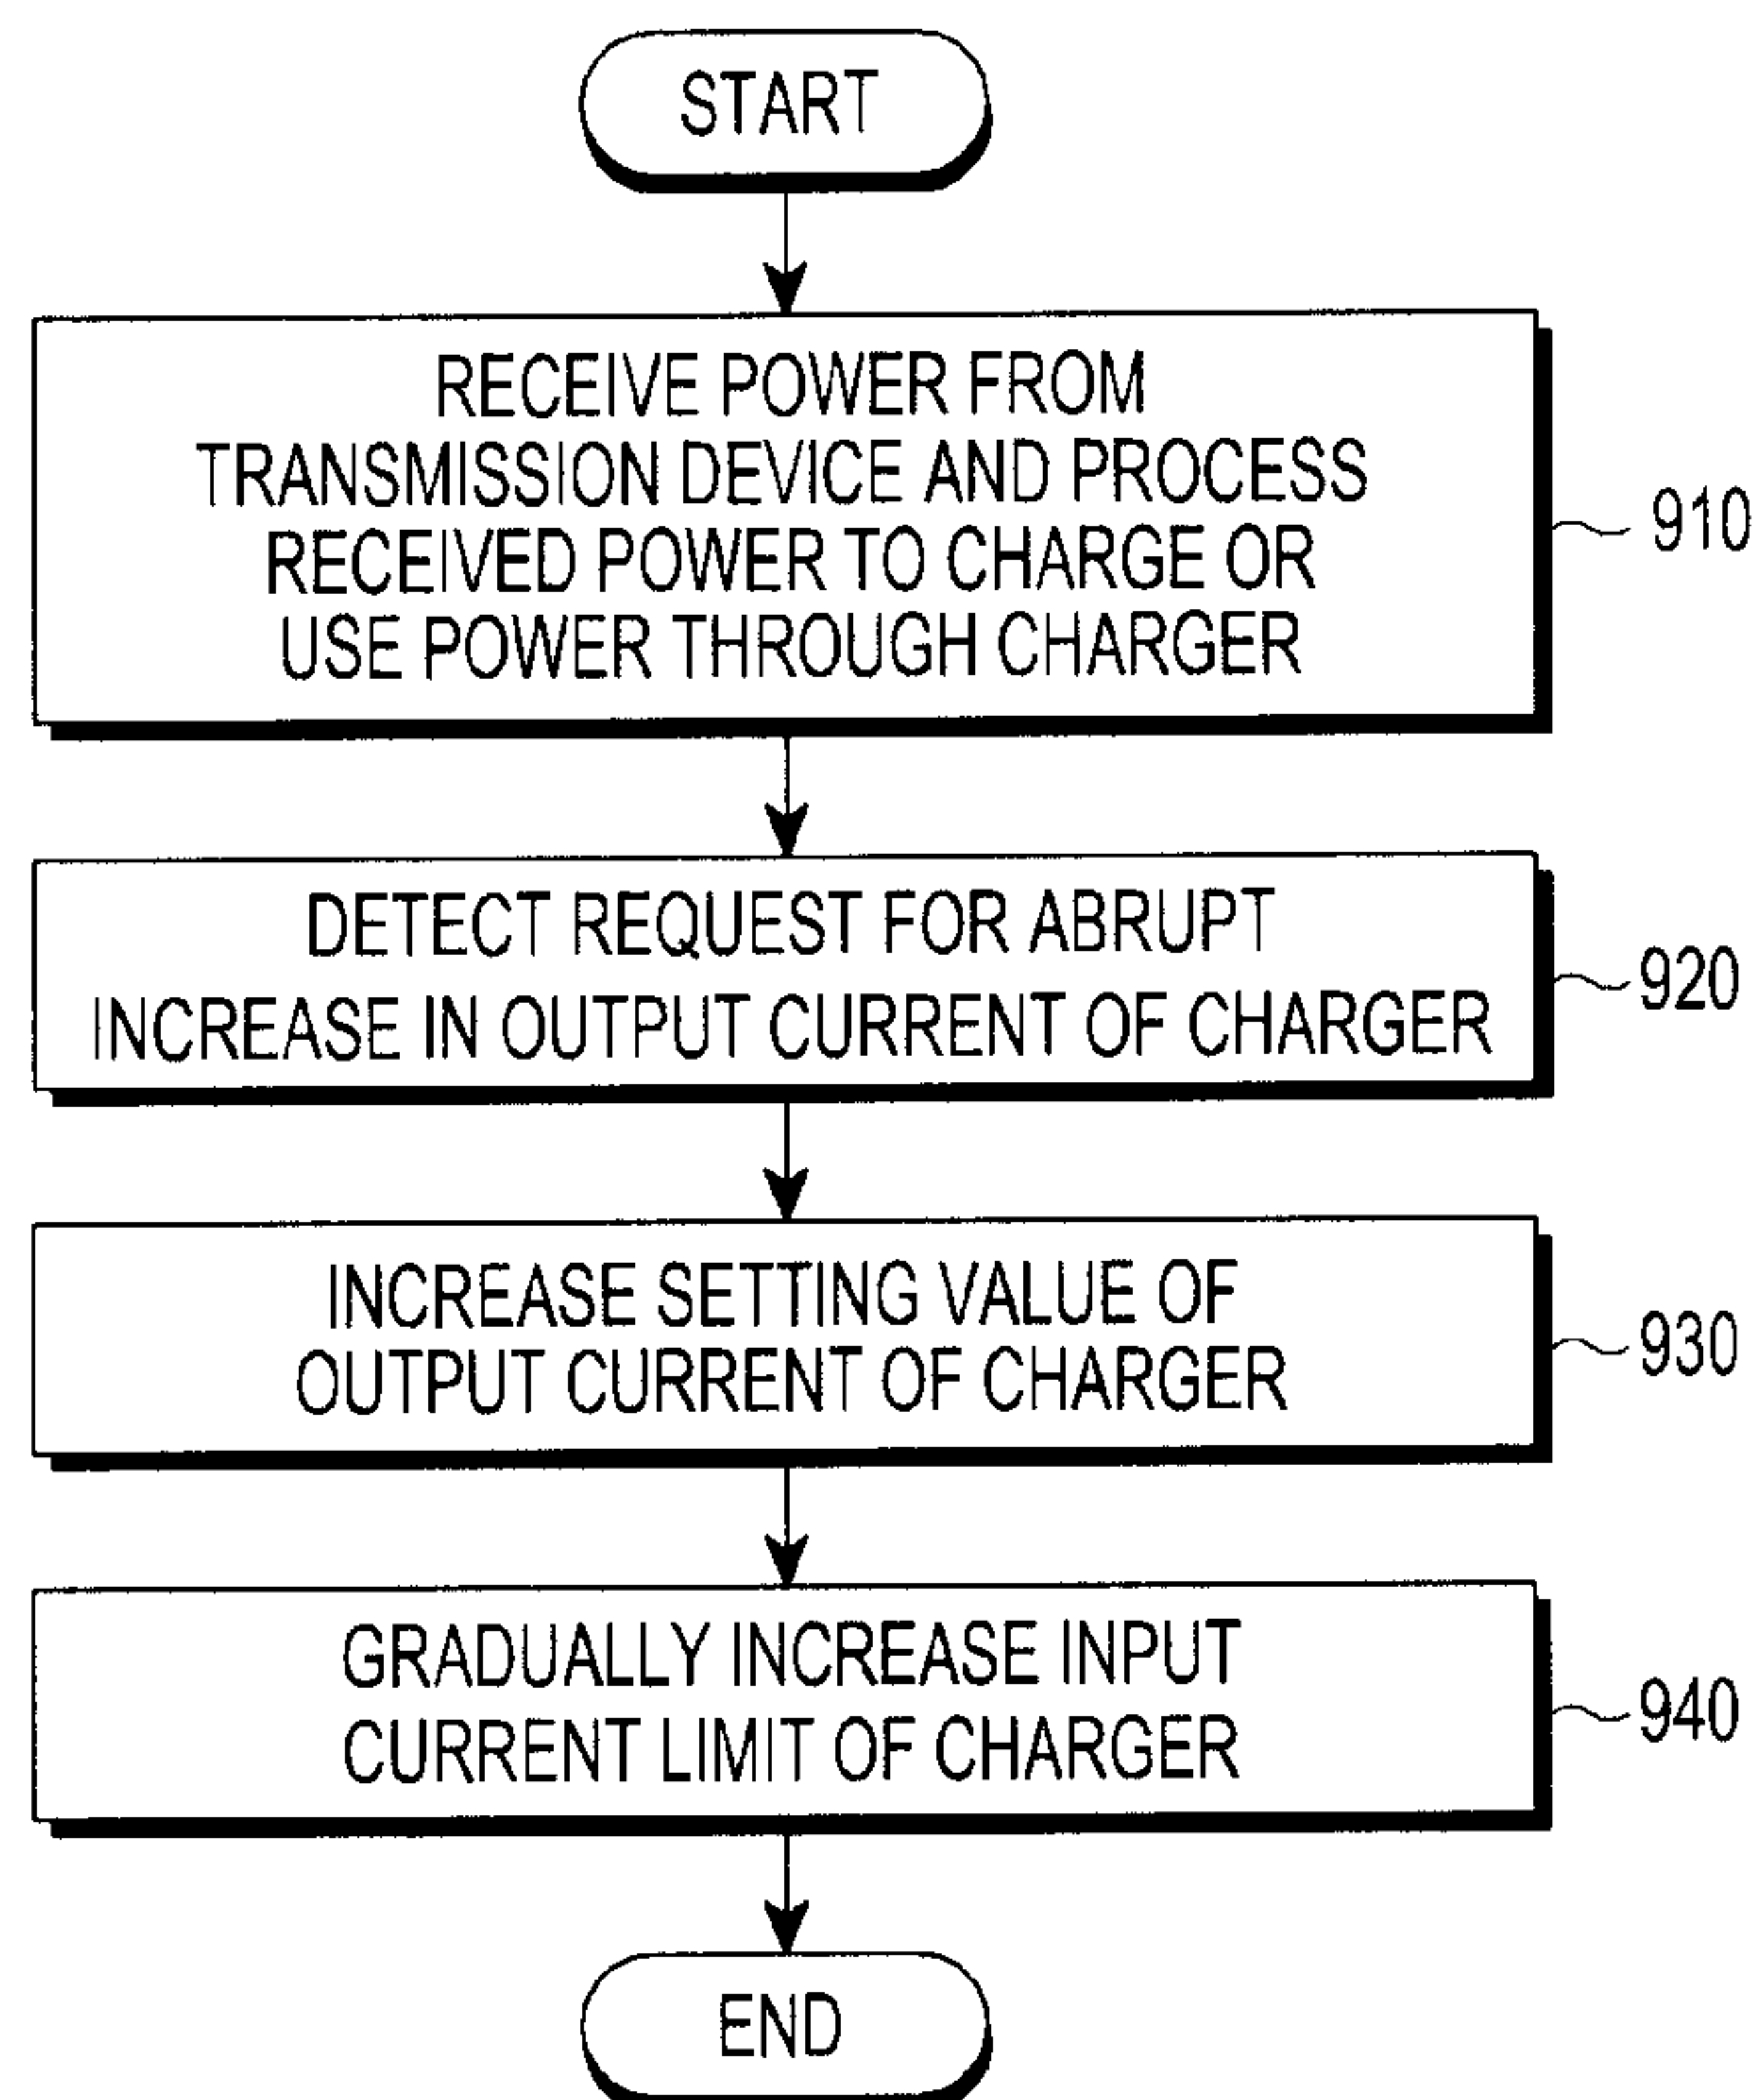 START
RECEIVE POWER FROM
TRANSMISSION DEVICE AND PROCESS
RECEIVED POWER TO CHARGE OR
USE POWER THROUGH CHARGER
910
DETECT REQUEST FOR ABRUPT
INCREASE IN OUTPUT CURRENT OF CHARGER
920
INCREASE SETTING VALUE OF
OUTPUT CURRENT OF CHARGER
930
GRADUALLY INCREASE INPUT
CURRENT LIMIT OF CHARGER
940
END